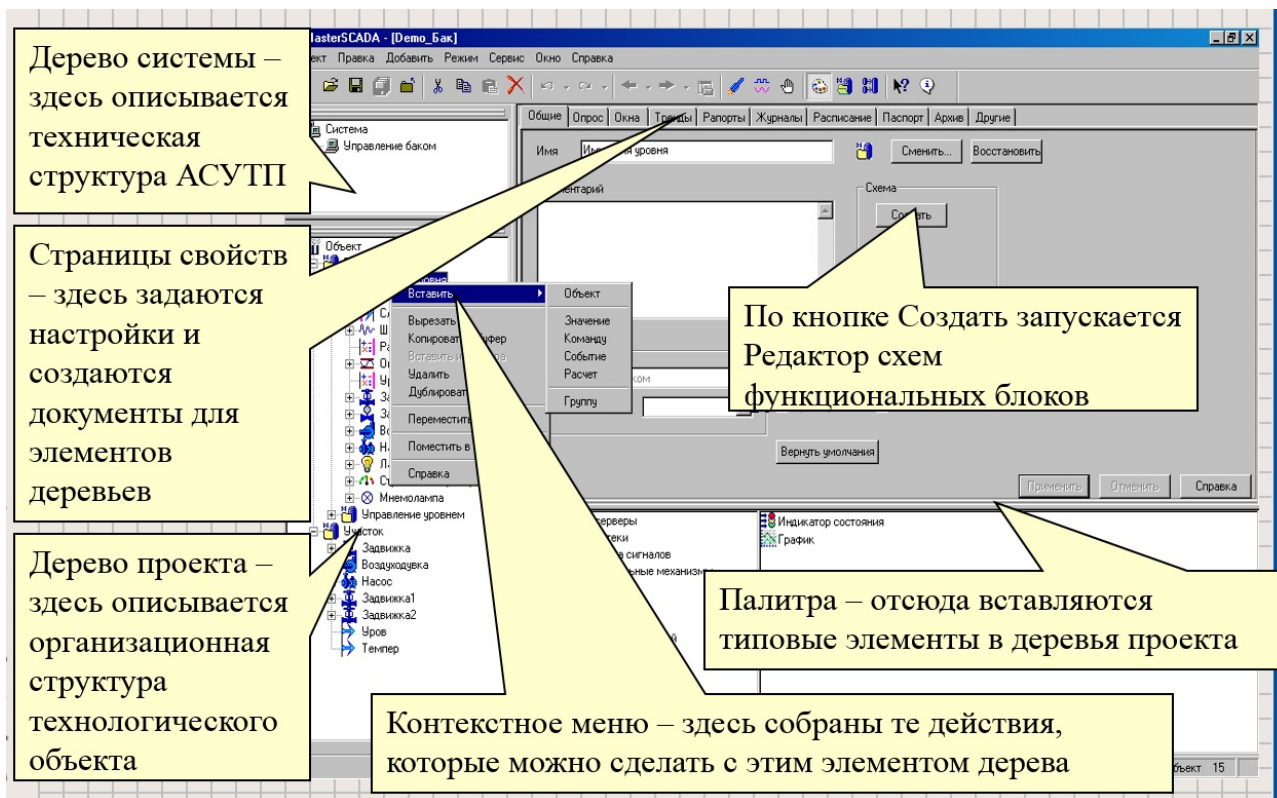 Дерево системы –
здесь описывается
техническая
структура АСУТП
Страницы свойств
– здесь задаются
настройки и
создаются
документы для
элементов
деревьев
Дерево проекта –
здесь описывается
организационная
структура
технологического
объекта
asterSCADA - [Demo_Бак]
ект Правка Добавить Режим Сервис Окно Справка
Система
Управление баком
Общие Опрос Окна Тренды Рапорты Журналы Расписание Паспорт Архив Другие
Имя уровня Сменить... Восстановить
Схема
По кнопке Создать запускается
Редактор схем
функциональных блоков
Объект
Вставить
Вырезать
Удалить
Переместить
Поместить в
Справка
Объект
Значение
Команду
Событие
Расчет
Группу
Вернуть умолчания
Применить Отменить Справка
Мнемолампа
Управление уровнем
Участок
Задвижка
Воздуходувка
Насос
Задвижка1
Задвижка2
Уров
Темпер
Индикатор состояния
График
Палитра – отсюда вставляются
типовые элементы в деревья проекта
Контекстное меню – здесь собраны те действия,
которые можно сделать с этим элементом дерева
бъект 15